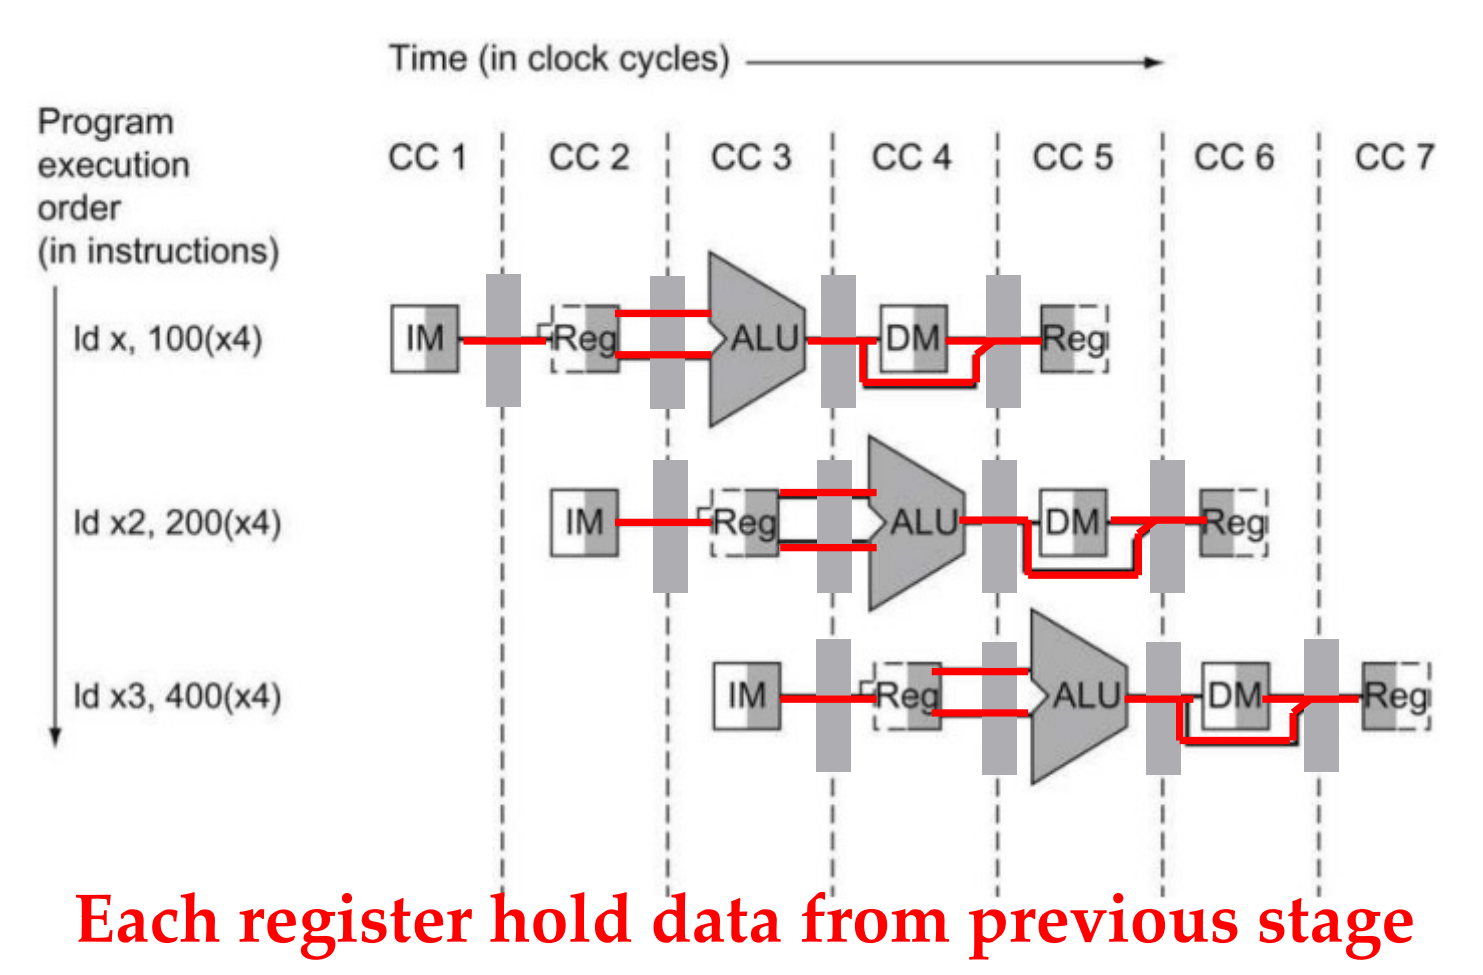 Time (in clock cycles)
Program
execution
order
(in instructions)
CC 1 CC 2 CC 3 CC 4 CC 5 CC 6 CC 7
ld x, 100(x4) IM Reg ALU DM Reg
ld x2, 200(x4) IM Reg ALU DM Reg
ld x3, 400(x4) IM Reg ALU DM Reg
Each register hold data from previous stage